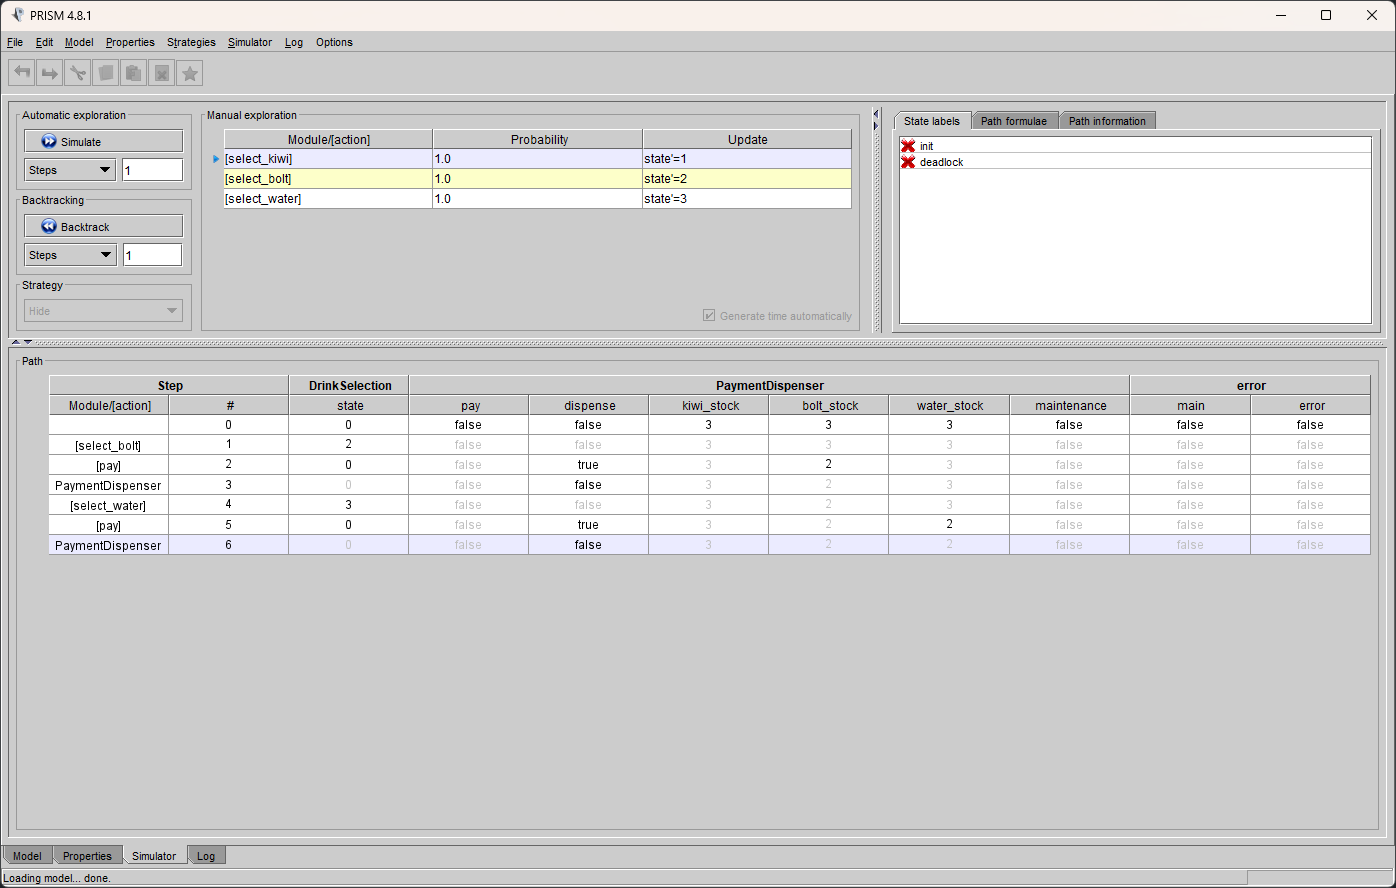 PRISM 4.8.1
File Edit Model Properties Strategies Simulator Log Options
Automatic exploration
Simulate
Steps 1
Backtracking
Backtrack
Steps 1
Strategy
Hide
Manual exploration
Module/[action] Probability Update
[select_kiwi] 1.0 state'=1
[select_bolt] 1.0 state'=2
[select_water] 1.0 state'=3
Generate time automatically
State labels Path formulae Path information
init
deadlock
Path
Step DrinkSelection PaymentDispenser error
Module/[action] # state pay dispense kiwi_stock bolt_stock water_stock maintenance main error
0 0 false false 3 3 3 false false false
[select_bolt] 1 2 false false 3 3 3 false false false
[pay] 2 0 false true 3 2 3 false false false
PaymentDispenser 3 0 false false 3 2 3 false false false
[select_water] 4 3 false false 3 2 3 false false false
[pay] 5 0 false true 3 2 2 false false false
PaymentDispenser 6 0 false false 3 2 2 false false false
Model Properties Simulator Log
Loading model... done.